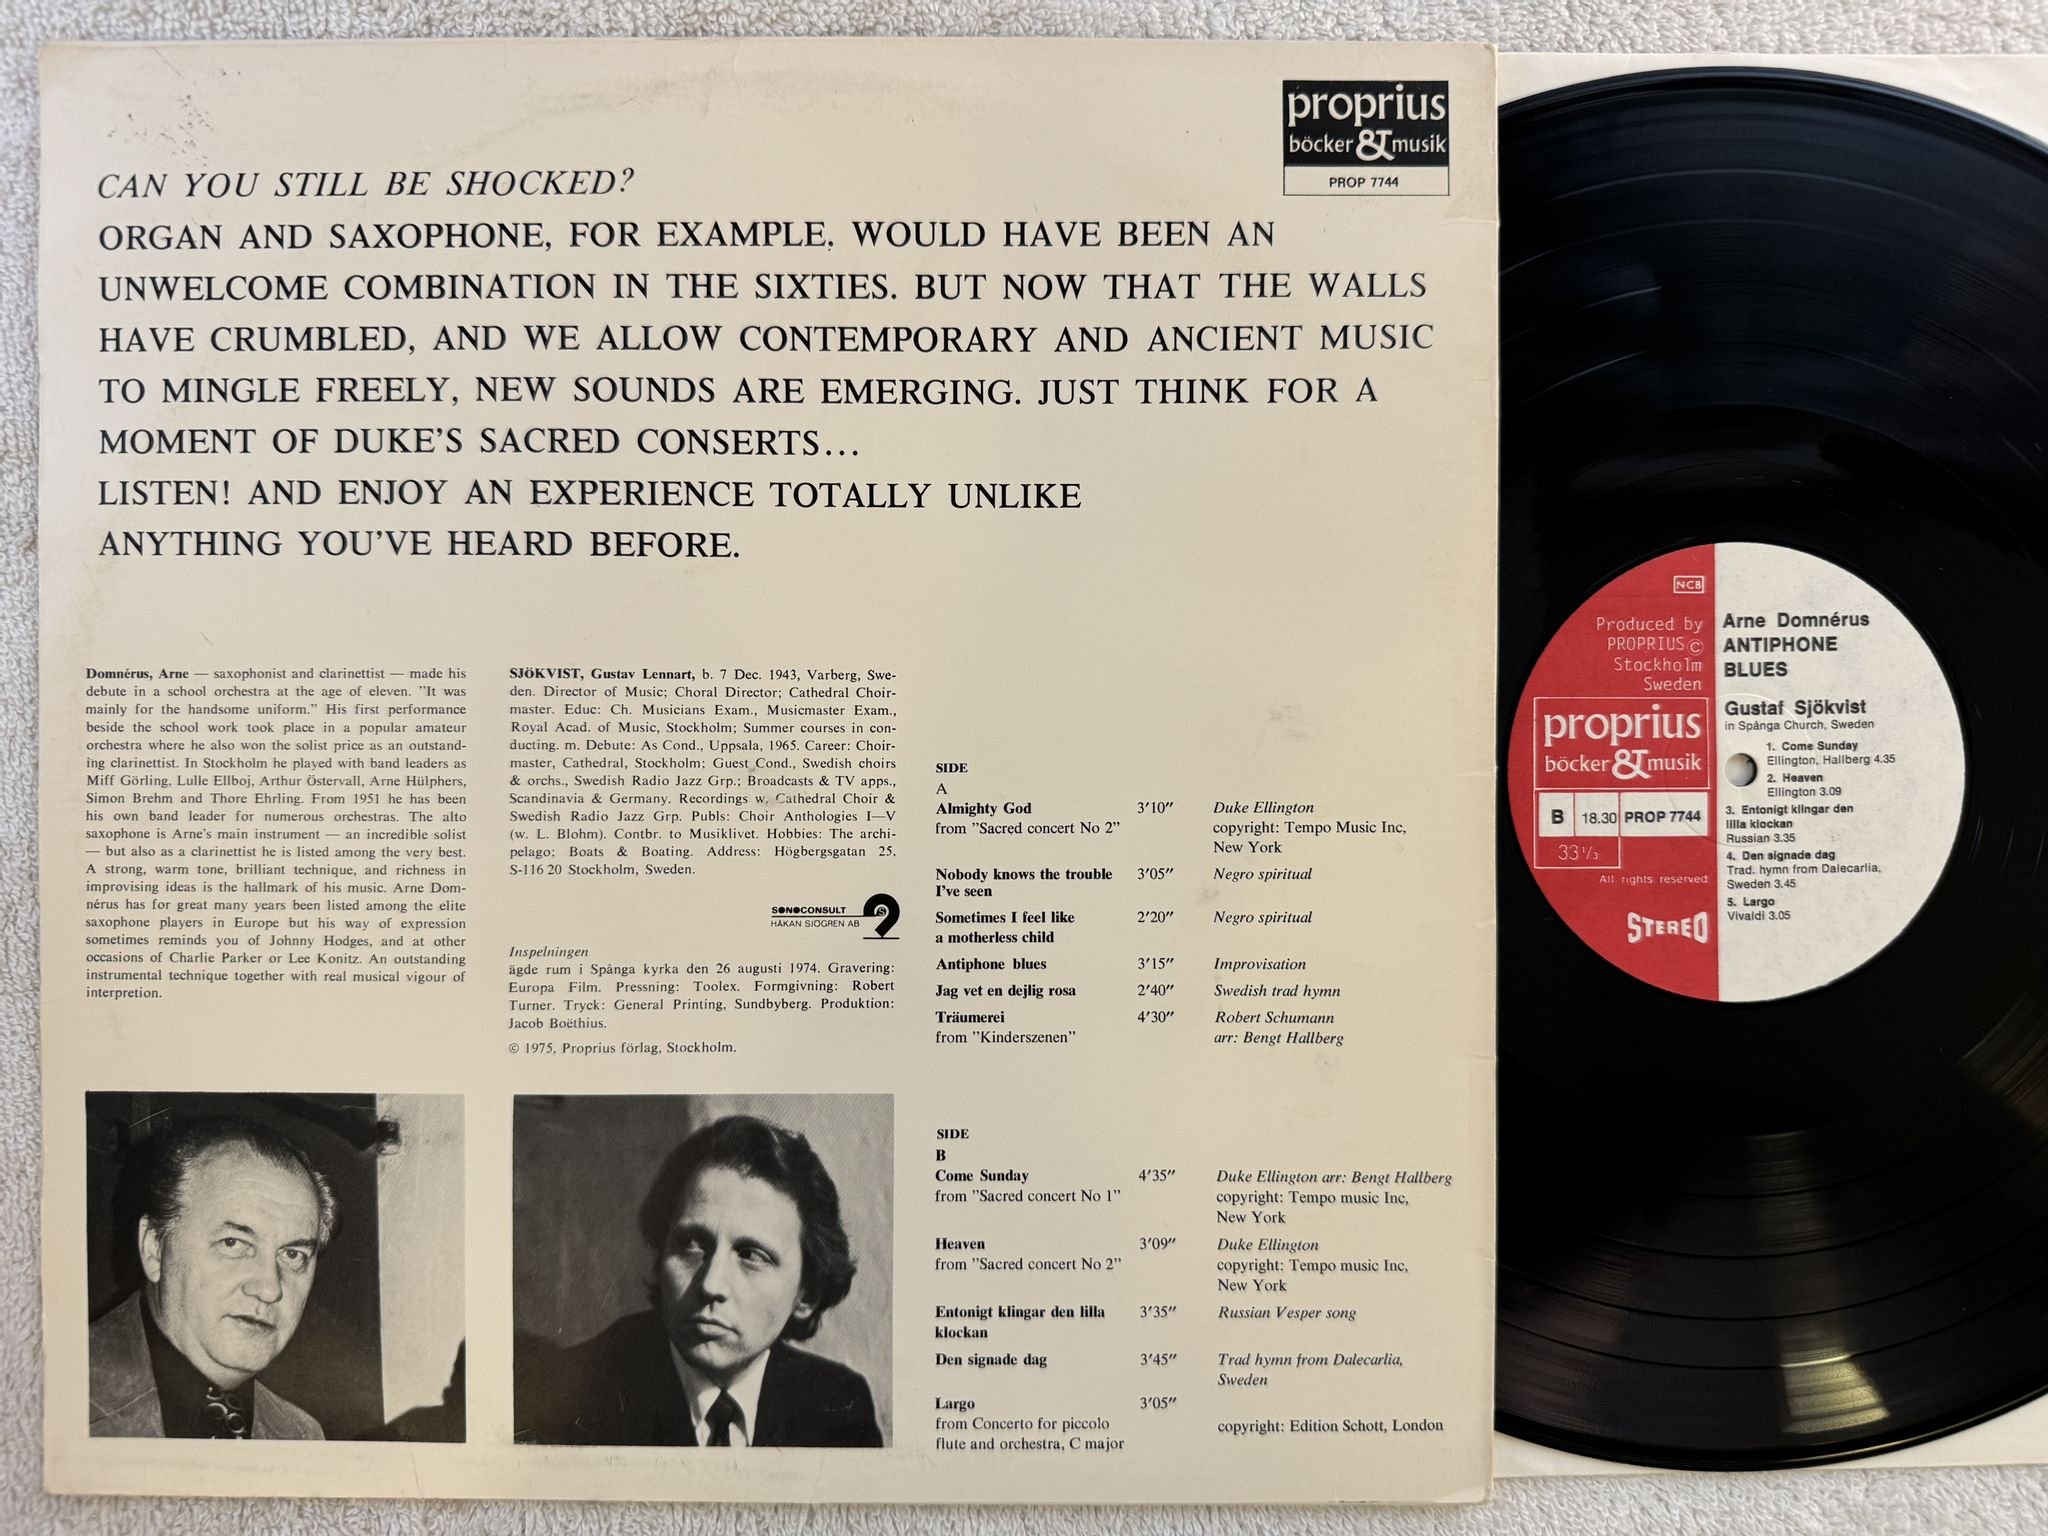 proprius
böcker & musik
PROP 7744
CAN YOU STILL BE SHOCKED?
ORGAN AND SAXOPHONE, FOR EXAMPLE, WOULD HAVE BEEN AN
UNWELCOME COMBINATION IN THE SIXTIES. BUT NOW THAT THE WALLS
HAVE CRUMBLED, AND WE ALLOW CONTEMPORARY AND ANCIENT MUSIC
TO MINGLE FREELY, NEW SOUNDS ARE EMERGING. JUST THINK FOR A
MOMENT OF DUKE'S SACRED CONSERTS...
LISTEN! AND ENJOY AN EXPERIENCE TOTALLY UNLIKE
ANYTHING YOU'VE HEARD BEFORE.
Domnérus, Arne — saxophonist and clarinettist — made his
debute in a school orchestra at the age of eleven. ”It was
mainly for the handsome uniform.” His first performance
beside the school work took place in a popular amateur
orchestra where he also won the solist price as an outstand-
ing clarinettist. In Stockholm he played with band leaders as
Miff Görling, Lulle Ellboj, Arthur Östervall, Arne Hülphers,
Simon Brehm and Thore Ehrling. From 1951 he has been
his own band leader for numerous orchestras. The alto
saxophone is Arne's main instrument — an incredible solist
— but also as a clarinettist he is listed among the very best.
A strong, warm tone, brilliant technique, and richness in
improvising ideas is the hallmark of his music. Arne Dom-
nérus has for great many years been listed among the elite
saxophone players in Europe but his way of expression
sometimes reminds you of Johnny Hodges, and at other
occasions of Charlie Parker or Lee Konitz. An outstanding
instrumental technique together with real musical vigour of
interpretion.
SJÖKVIST, Gustav Lennart, b. 7 Dec. 1943, Varberg, Swe-
den. Director of Music; Choral Director; Cathedral Choir-
master. Educ: Ch. Musicians Exam., Musicmaster Exam.,
Royal Acad. of Music, Stockholm; Summer courses in con-
ducting. m. Debute: As Cond., Uppsala, 1965. Career: Choir-
master, Cathedral, Stockholm; Guest Cond., Swedish choirs
& orchs., Swedish Radio Jazz Grp.; Broadcasts & TV apps.,
Scandinavia & Germany. Recordings w. Cathedral Choir &
Swedish Radio Jazz Grp. Publs: Choir Anthologies I—V
(w. L. Blohm). Contbr. to Musiklivet. Hobbies: The archi-
pelago; Boats & Boating. Address: Högbergsgatan 25,
S-116 20 Stockholm, Sweden.
SONOCONSULT
HÅKAN SJÖGREN AB
Inspelningen
ägde rum i Spånga kyrka den 26 augusti 1974. Gravering:
Europa Film. Pressning: Toolex. Formgivning: Robert
Turner. Tryck: General Printing, Sundbyberg. Produktion:
Jacob Boëthius.
© 1975, Proprius förlag, Stockholm.
SIDE
A
Almighty God 3'10” Duke Ellington
from ”Sacred concert No 2” copyright: Tempo Music Inc,
New York
Nobody knows the trouble 3'05” Negro spiritual
I've seen
Sometimes I feel like 2'20” Negro spiritual
a motherless child
Antiphone blues 3'15” Improvisation
Jag vet en dejlig rosa 2'40” Swedish trad hymn
Träumerei 4'30” Robert Schumann
from ”Kinderszenen” arr: Bengt Hallberg
SIDE
B
Come Sunday 4'35” Duke Ellington arr: Bengt Hallberg
from ”Sacred concert No 1” copyright: Tempo music Inc,
New York
Heaven 3'09” Duke Ellington
from ”Sacred concert No 2” copyright: Tempo music Inc,
New York
Entonigt klingar den lilla 3'35” Russian Vesper song
klockan
Den signade dag 3'45” Trad hymn from Dalecarlia,
Sweden
Largo 3'05”
from Concerto for piccolo copyright: Edition Schott, London
flute and orchestra, C major
NCB
Produced by
PROPRIUS ©
Stockholm
Sweden
proprius
böcker & musik
B 18.30 PROP 7744
33 1/3
All rights reserved
STEREO
Arne Domnérus
ANTIPHONE
BLUES
Gustaf Sjökvist
in Spånga Church, Sweden
1. Come Sunday
Ellington, Hallberg 4.35
2. Heaven
Ellington 3.09
3. Entonigt klingar den
lilla klockan
Russian 3.35
4. Den signade dag
Trad. hymn from Dalecarlia,
Sweden 3.45
5. Largo
Vivaldi 3.05